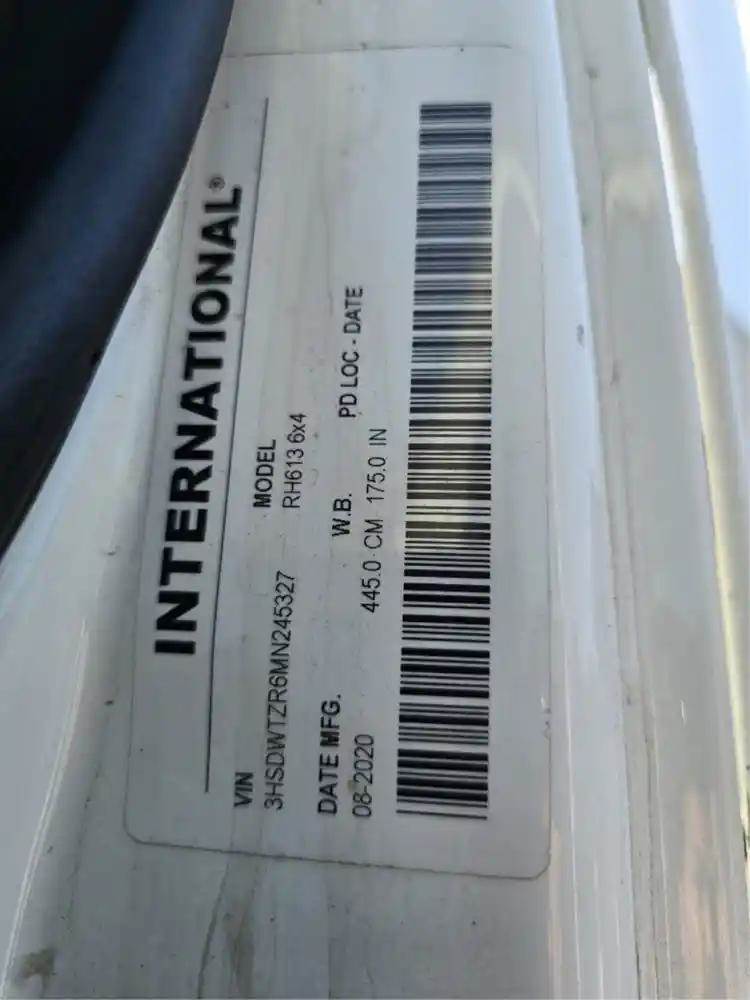 INTERNATIONAL®
VIN MODEL
3HSDWTZR6MN245327 RH613 6x4
DATE MFG. W.B. PD LOC - DATE
08-2020 445.0 CM 175.0 IN